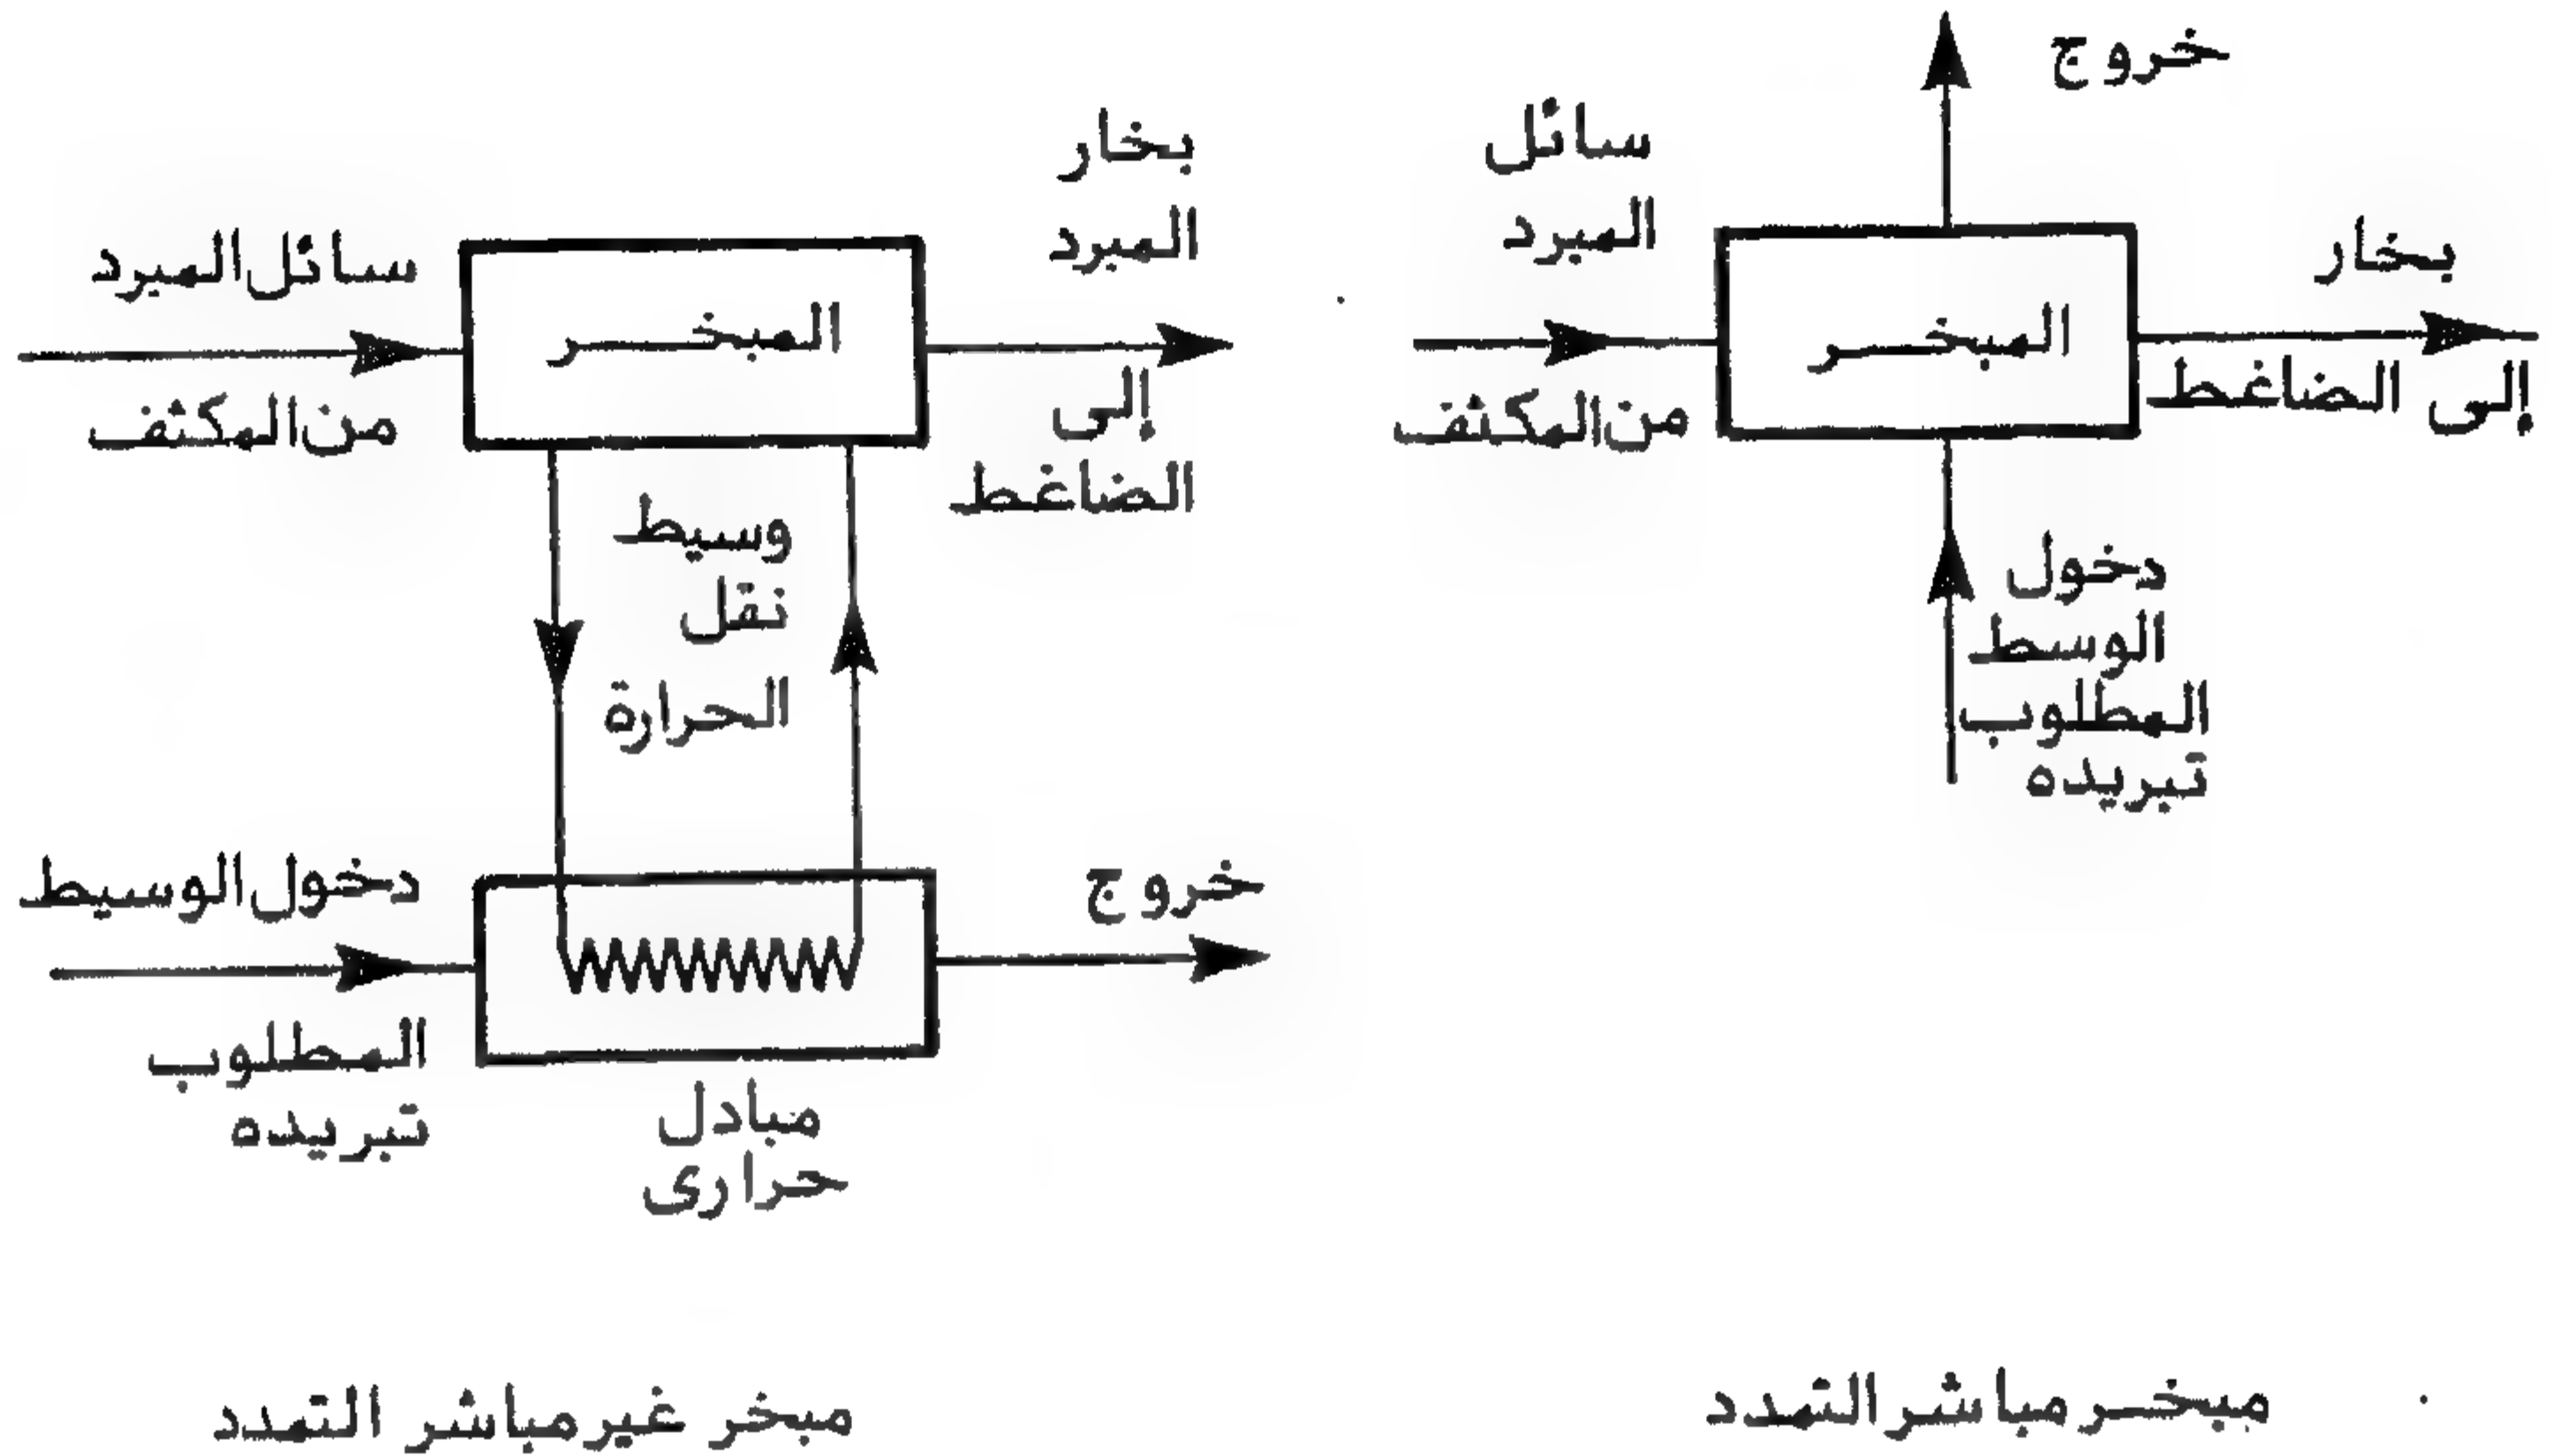 خروج
سائل
المبرد
من المكثف
المبخر
بخار
إلى الضاغط
دخول
الوسط
المطلوب
تبريده
مبخر مباشر التمدد
بخار
المبرد
إلى
الضاغط
المبخر
سائل المبرد
من المكثف
وسيط
نقل
الحرارة
دخول الوسيط
المطلوب
تبريده
خروج
مبادل
حرارى
مبخر غير مباشر التمدد